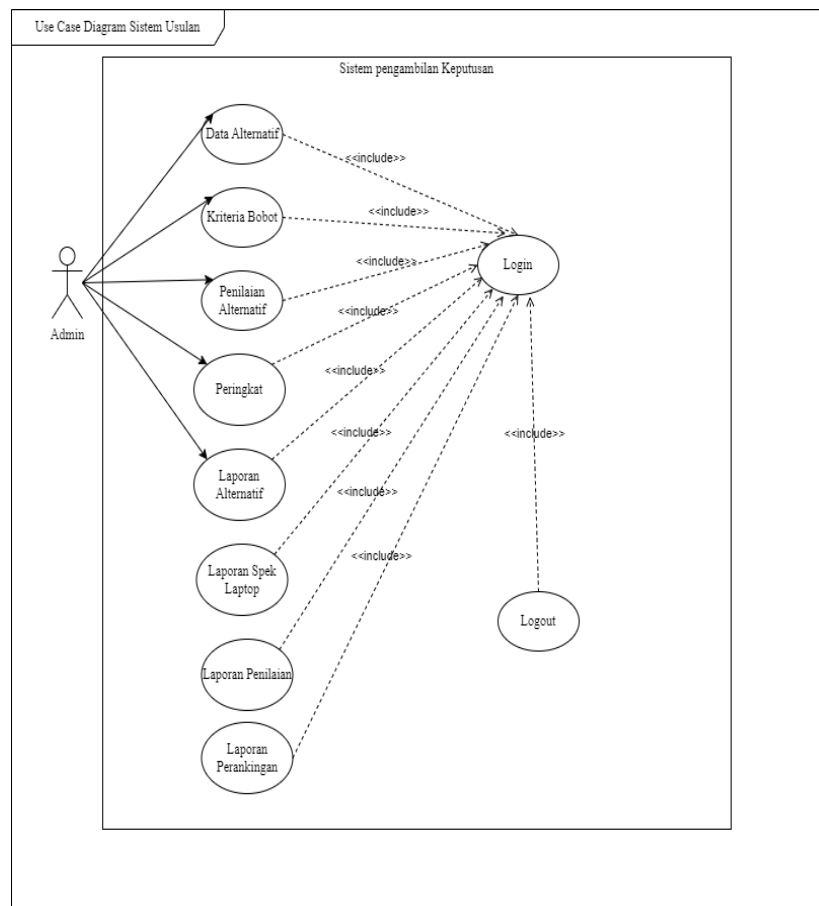 Use Case Diagram Sistem Usulan
Sistem pengambilan Keputusan
Data Alternatif
<<include>>
Kriteria Bobot
<<include>>
Login
Penilaian
Alternatif
<<include>>
Admin
Peringkat
<<include>>
<<include>>
Laporan
Alternatif
<<include>>
<<include>>
<<include>>
<<include>>
Laporan Spek
Laptop
Logout
Laporan Penilaian
Laporan
Perankingan